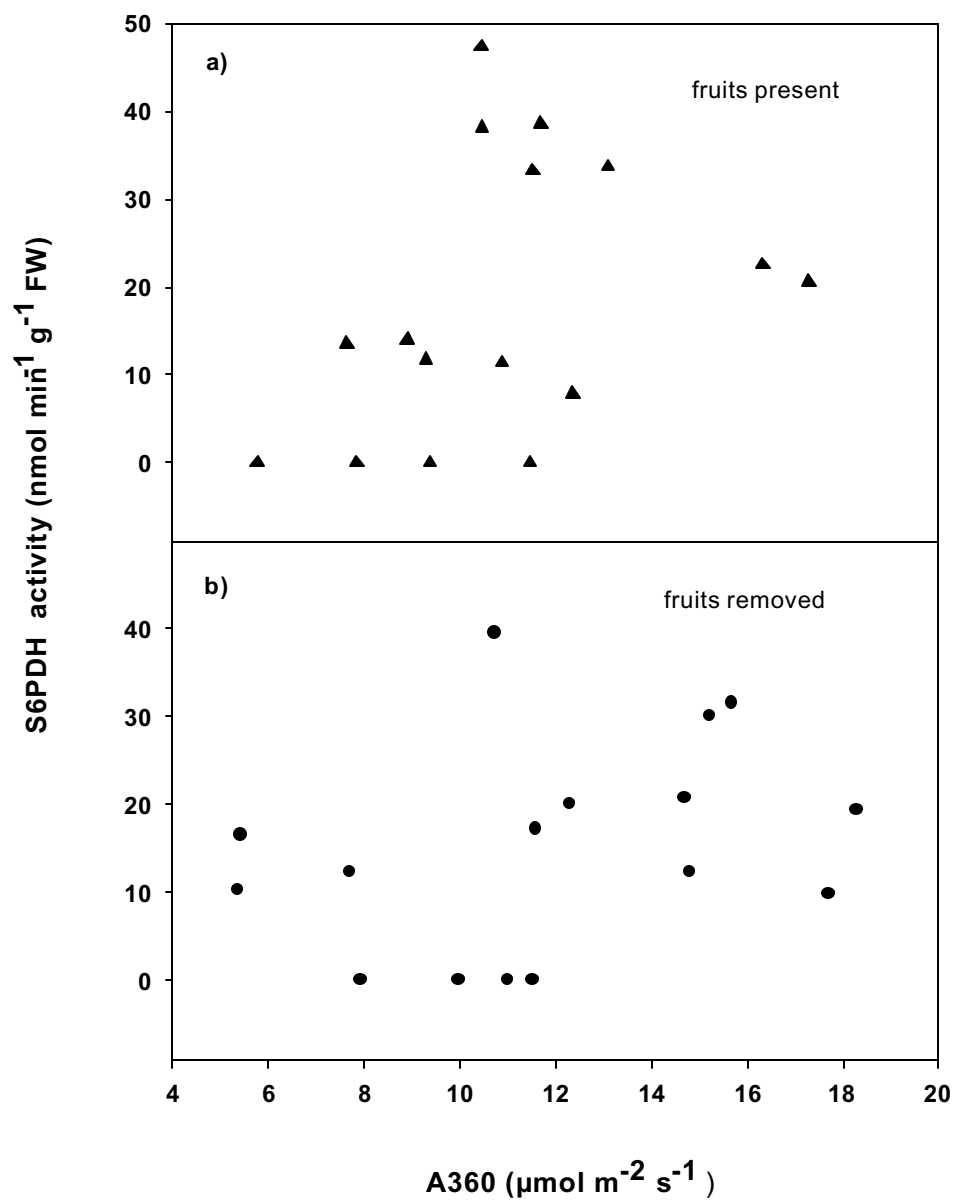 50
a)
fruits present
40
30
20
10
0
S6PDH activity (nmol min-1 g-1 FW)
b)
fruits removed
40
30
20
10
0
4 6 8 10 12 14 16 18 20
A360 (µmol m-2 s-1 )